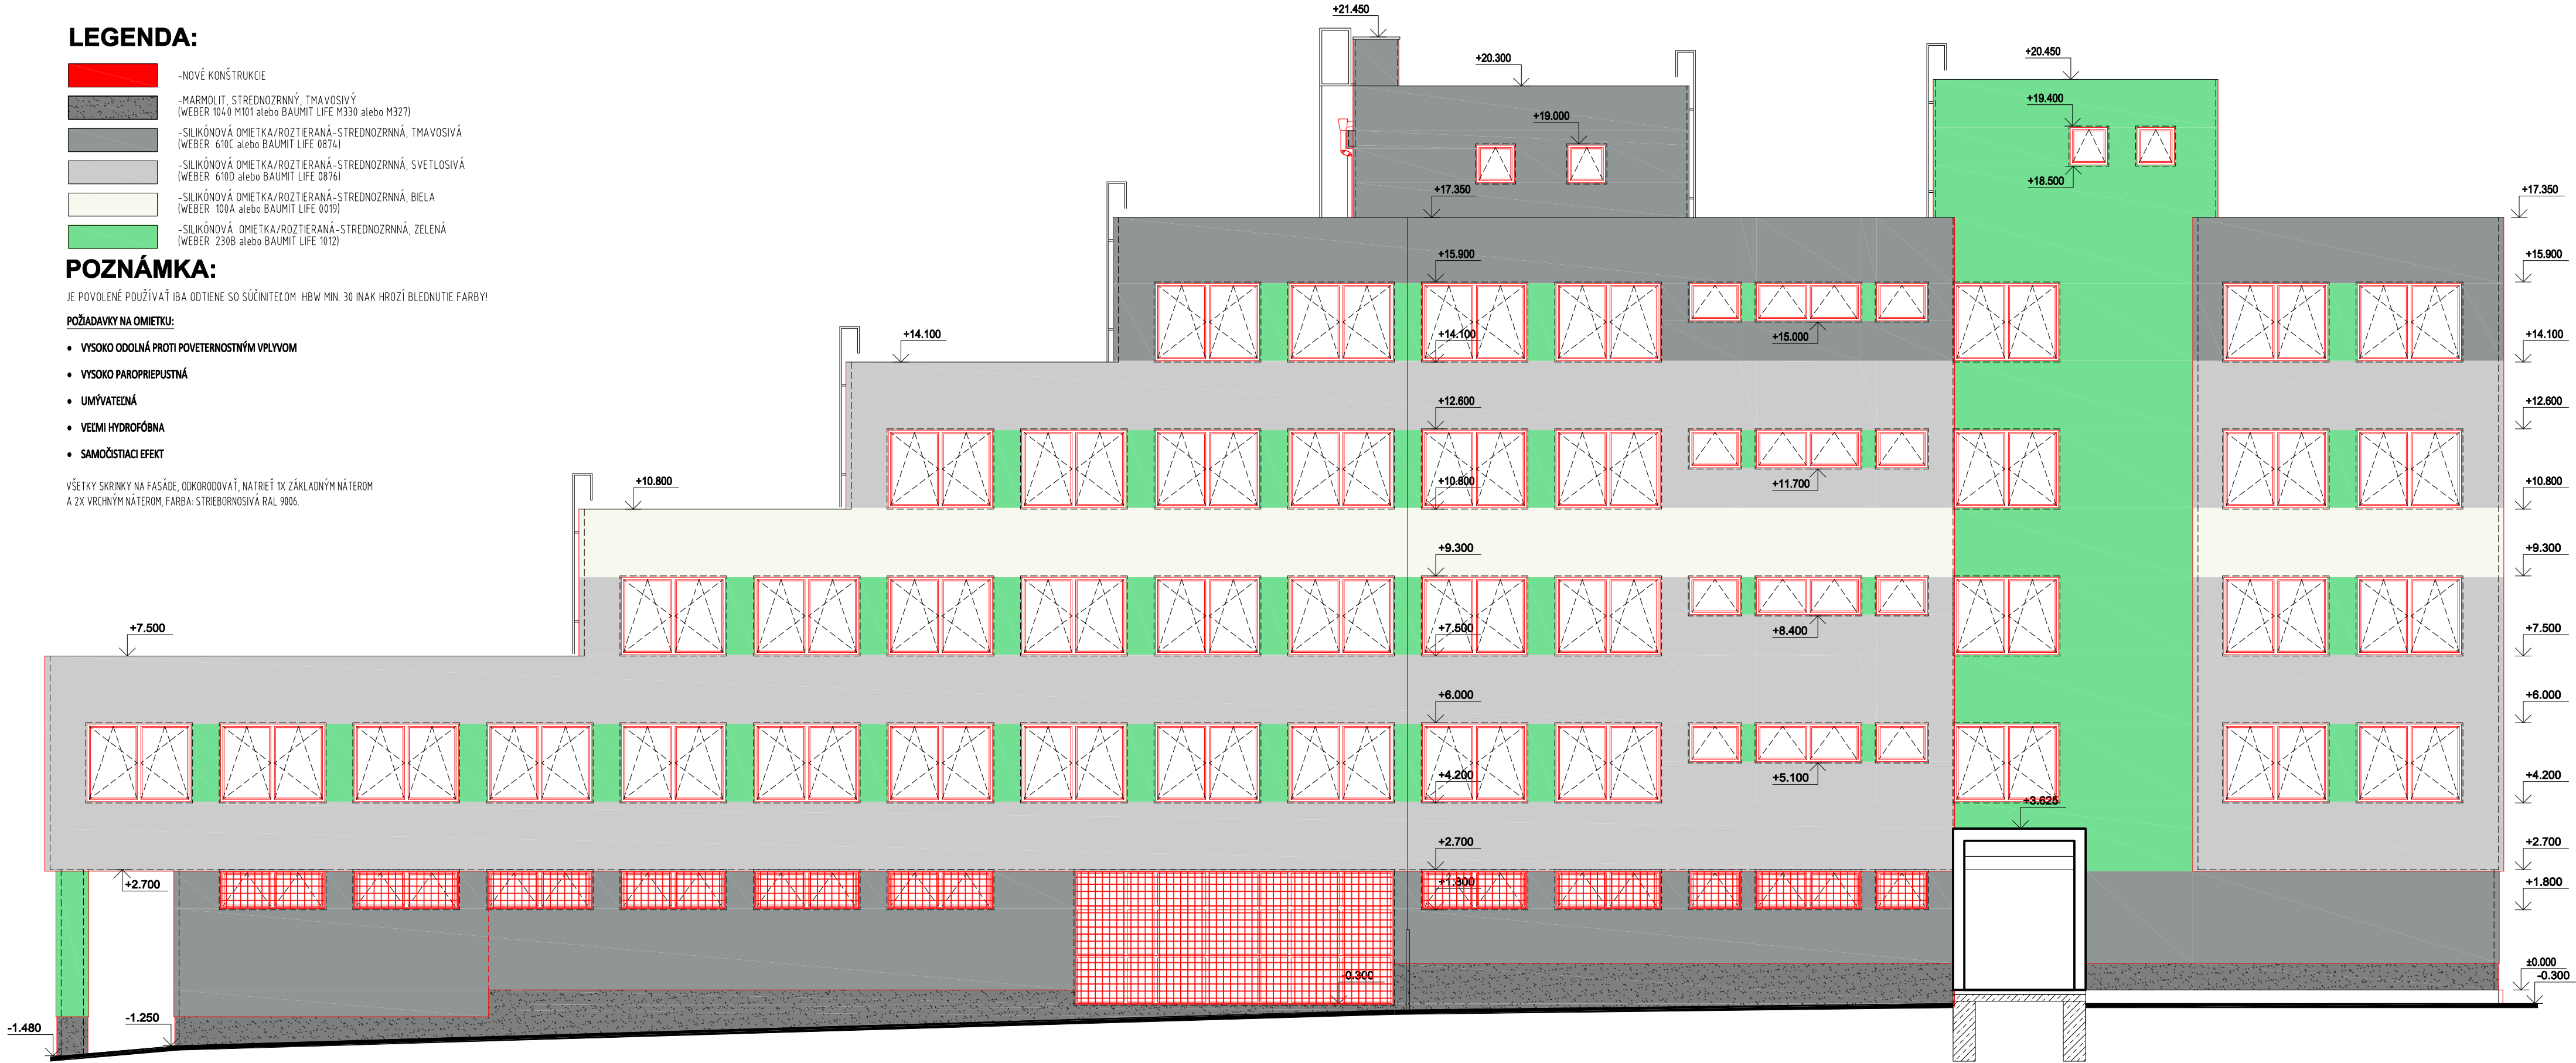 LEGENDA:
-NOVÉ KONŠTRUKCIE
-MARMOLIT, STREDNOZRNNÝ, TMAVOSIVÝ
(WEBER 1040 M101 alebo BAUMIT LIFE M330 alebo M327)
-SILIKÓNOVÁ OMIETKA/ROZTIERANÁ-STREDNOZRNNÁ, TMAVOSIVÁ
(WEBER 610C alebo BAUMIT LIFE 0874)
-SILIKÓNOVÁ OMIETKA/ROZTIERANÁ-STREDNOZRNNÁ, SVETLOSIVÁ
(WEBER 610D alebo BAUMIT LIFE 0876)
-SILIKÓNOVÁ OMIETKA/ROZTIERANÁ-STREDNOZRNNÁ, BIELA
(WEBER 100A alebo BAUMIT LIFE 0019)
-SILIKÓNOVÁ OMIETKA/ROZTIERANÁ-STREDNOZRNNÁ, ZELENÁ
(WEBER 230B alebo BAUMIT LIFE 1012)
POZNÁMKA:
JE POVOLENÉ POUŽÍVAŤ IBA ODTIENE SO SÚČINITEĽOM HBW MIN. 30 INAK HROZÍ BLEDNUTIE FARBY!
POŽIADAVKY NA OMIETKU:
• VYSOKO ODOLNÁ PROTI POVETERNOSTNÝM VPLYVOM
• VYSOKO PAROPRIEPUSTNÁ
• UMÝVATEĽNÁ
• VEĽMI HYDROFÓBNA
• SAMOČISTIACI EFEKT
VŠETKY SKRINKY NA FASÁDE, ODKORODOVAŤ, NATRIEŤ 1X ZÁKLADNÝM NÁTEROM
A 2X VRCHNÝM NÁTEROM, FARBA: STRIEBORNOSIVÁ RAL 9006.
+21.450
+20.300
+20.450
+19.400
+19.000
+18.500
+17.350
+17.350
+15.900
+15.900
+14.100
+14.100
+15.000
+14.100
+12.600
+12.600
+10.800
+10.800
+11.700
+10.800
+9.300
+9.300
+7.500
+7.500
+8.400
+7.500
+6.000
+6.000
+4.200
+5.100
+4.200
+3.625
+2.700
+2.700
+2.700
+1.800
+1.800
-0.300
±0.000
-0.300
-1.480
-1.250